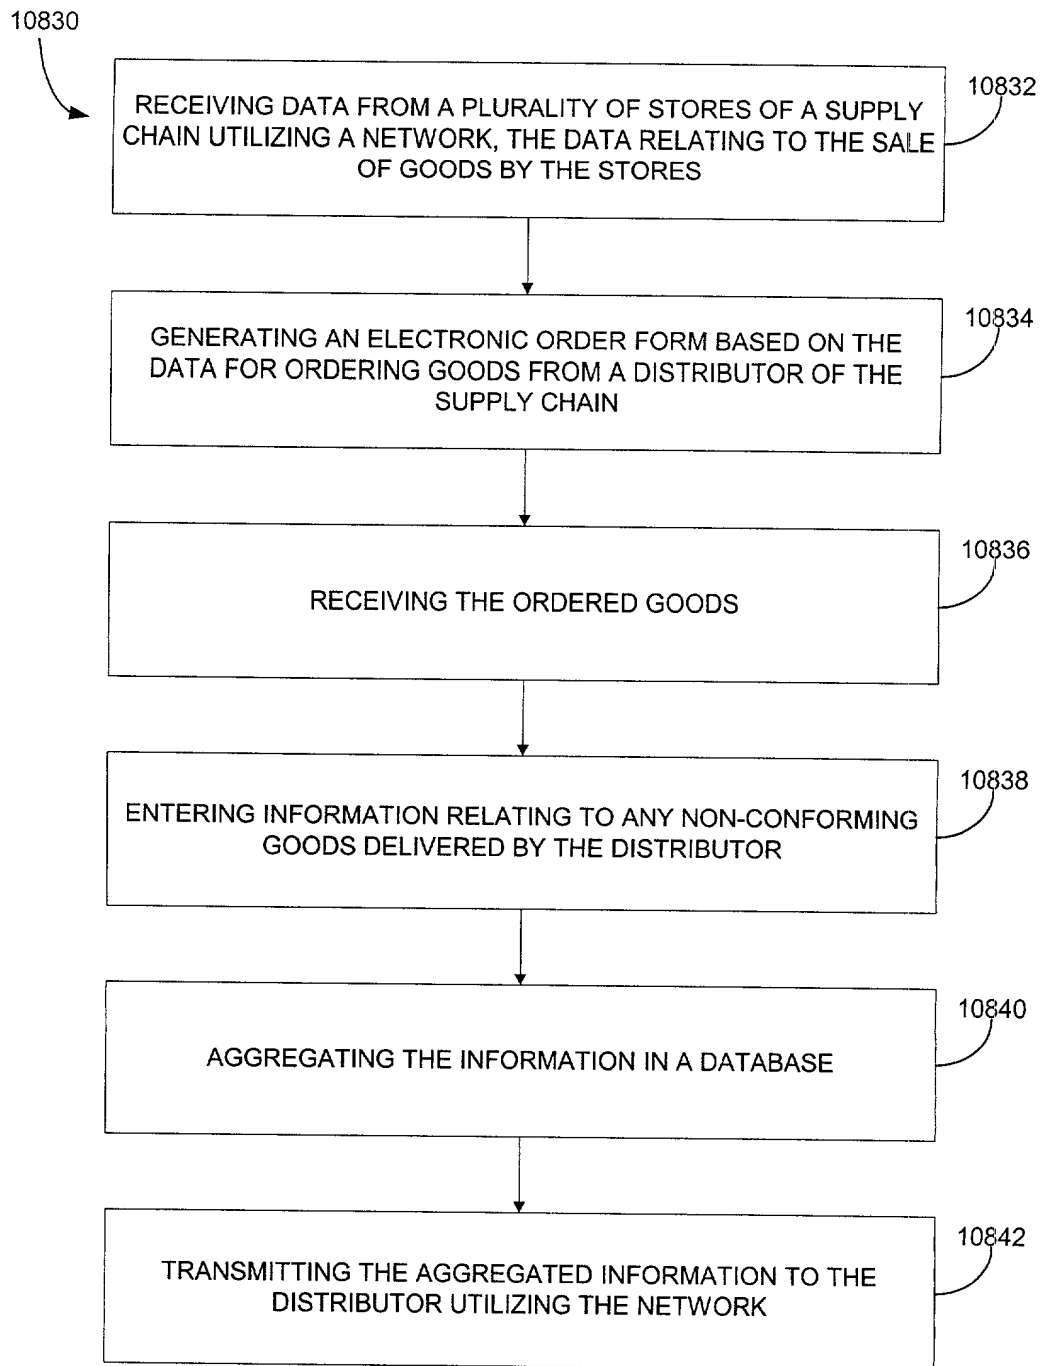 10830
10832
RECEIVING DATA FROM A PLURALITY OF STORES OF A SUPPLY
CHAIN UTILIZING A NETWORK, THE DATA RELATING TO THE SALE
OF GOODS BY THE STORES
10834
GENERATING AN ELECTRONIC ORDER FORM BASED ON THE
DATA FOR ORDERING GOODS FROM A DISTRIBUTOR OF THE
SUPPLY CHAIN
10836
RECEIVING THE ORDERED GOODS
10838
ENTERING INFORMATION RELATING TO ANY NON-CONFORMING
GOODS DELIVERED BY THE DISTRIBUTOR
10840
AGGREGATING THE INFORMATION IN A DATABASE
10842
TRANSMITTING THE AGGREGATED INFORMATION TO THE
DISTRIBUTOR UTILIZING THE NETWORK